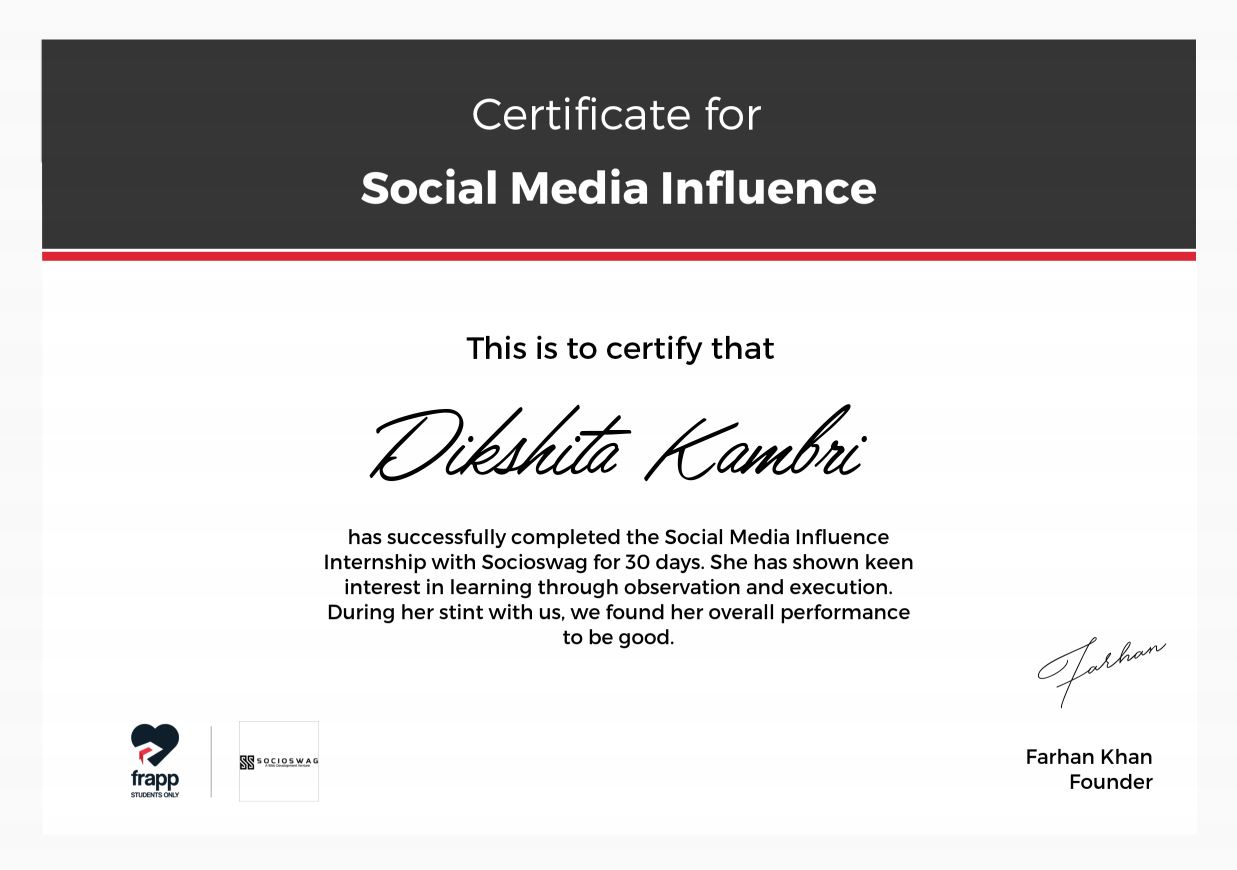 Certificate for
Social Media Influence
This is to certify that
Dikshita Kambri
has successfully completed the Social Media Influence
Internship with Socioswag for 30 days. She has shown keen
interest in learning through observation and execution.
During her stint with us, we found her overall performance
to be good.
Farhan
frapp
STUDENTS ONLY
SOCIOSWAG
A Web Development Venture
Farhan Khan
Founder